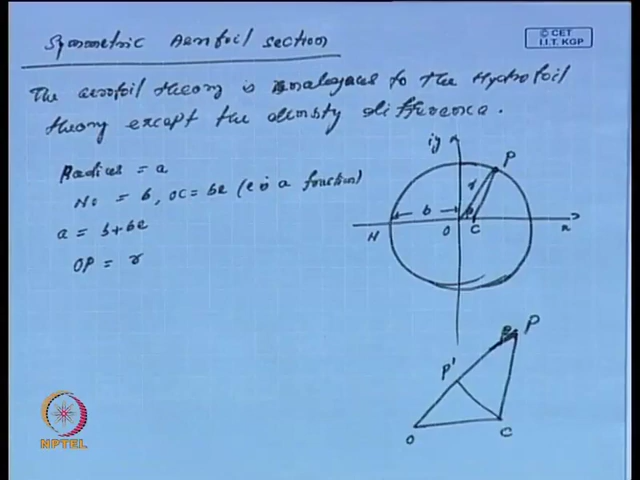 Symmetric Aerofoil section
© CET
I.I.T. KGP
The aerofoil theory is analogous to the Hydrofoil
theory except the density difference.
Radius = a
No = b, OC = be (e is a fraction)
a = b+be
OP = r
iy
P
r
b
H
O
C
x
P
P'
O
C
NPTEL